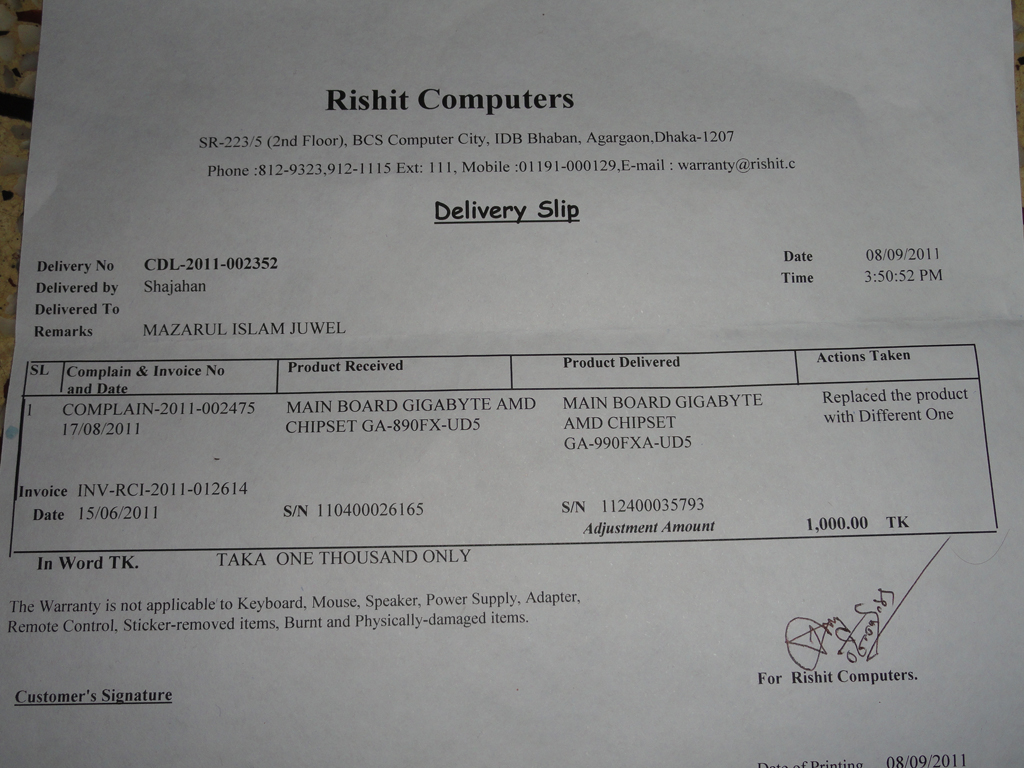 Rishit Computers
SR-223/5 (2nd Floor), BCS Computer City, IDB Bhaban, Agargaon,Dhaka-1207
Phone :812-9323,912-1115 Ext: 111, Mobile :01191-000129,E-mail : warranty@rishit.c
Delivery Slip
Delivery No CDL-2011-002352 Date 08/09/2011
Delivered by Shajahan Time 3:50:52 PM
Delivered To
Remarks MAZARUL ISLAM JUWEL
SL Complain & Invoice No Product Received Product Delivered Actions Taken
and Date
1 COMPLAIN-2011-002475 MAIN BOARD GIGABYTE AMD MAIN BOARD GIGABYTE Replaced the product
17/08/2011 CHIPSET GA-890FX-UD5 AMD CHIPSET with Different One
GA-990FXA-UD5
Invoice INV-RCI-2011-012614
Date 15/06/2011 S/N 110400026165 S/N 112400035793
Adjustment Amount 1,000.00 TK
In Word TK. TAKA ONE THOUSAND ONLY
The Warranty is not applicable to Keyboard, Mouse, Speaker, Power Supply, Adapter,
Remote Control, Sticker-removed items, Burnt and Physically-damaged items.
For Rishit Computers.
Customer's Signature
Date of Printing 08/09/2011